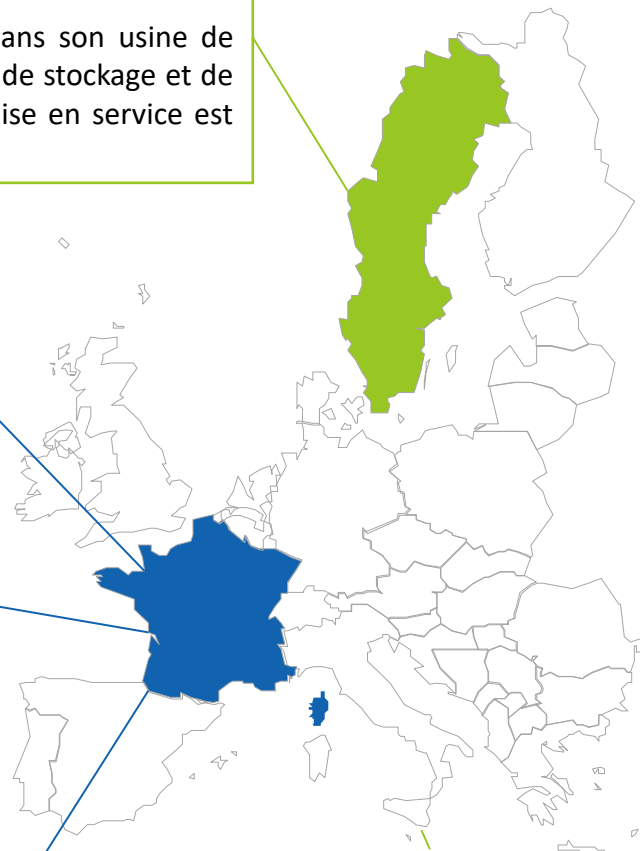 ans son usine de
de stockage et de
ise en service est